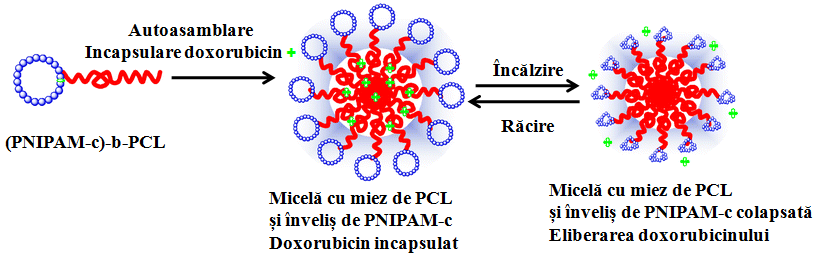 Autoasamblare
Incapsulare doxorubicin
(PNIPAM-c)-b-PCL
Încălzire
Răcire
Micelă cu miez de PCL
și înveliș de PNIPAM-c
Doxorubicin incapsulat
Micelă cu miez de PCL
și înveliș de PNIPAM-c colapsată
Eliberarea doxorubicinului